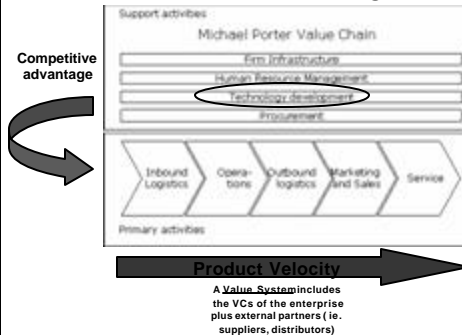 Support activities
Michael Porter Value Chain
Competitive
advantage
Firm Infrastructure
Human Resource Management
Technology development
Procurement
Inbound
Logistics
Opera-
tions
Outbound
logistics
Marketing
and Sales
Service
Primary activities
Product Velocity
A Value Systemincludes
the VCs of the enterprise
plus external partners ( ie.
suppliers, distributors)